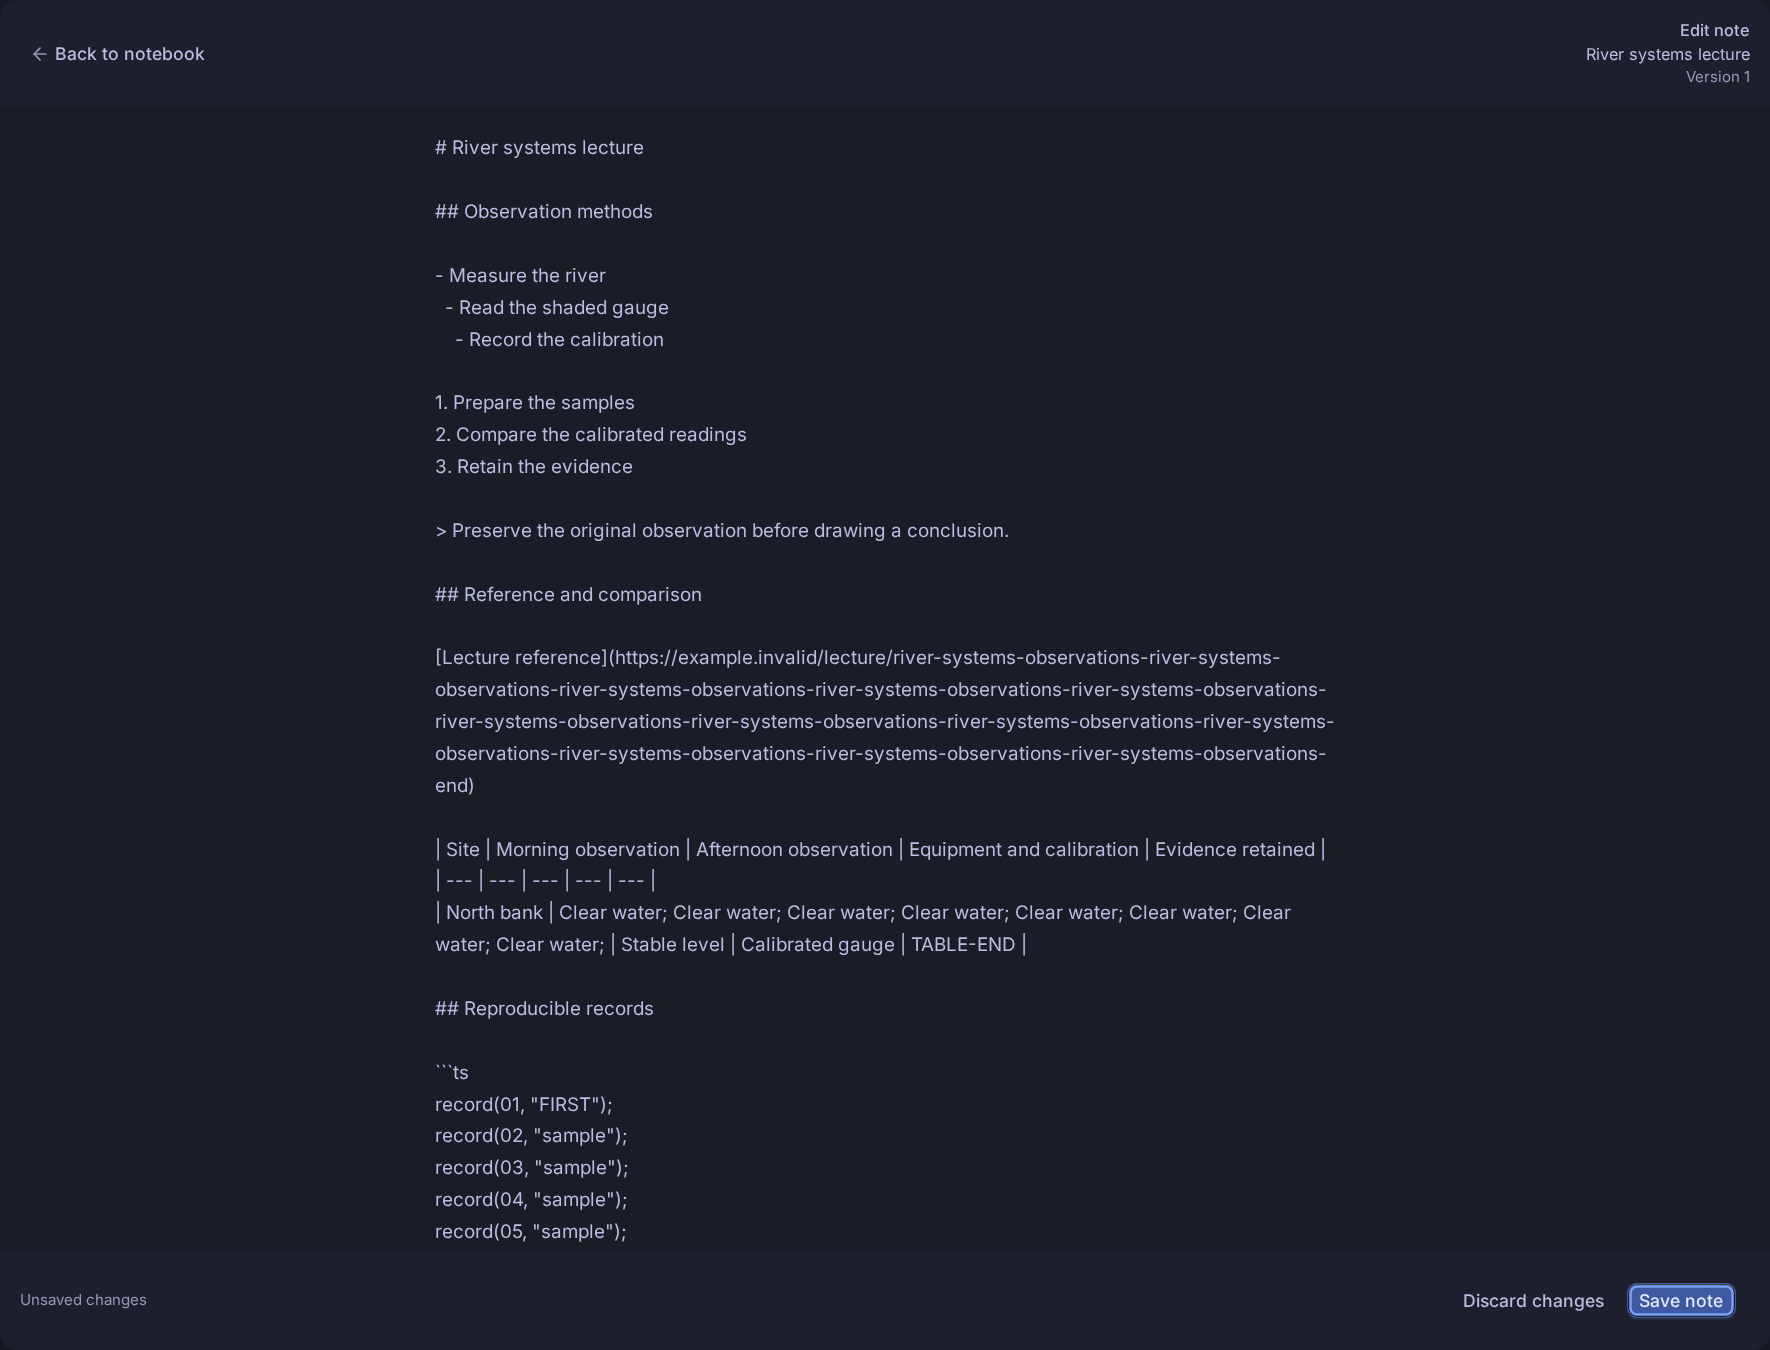 Back to notebook
Edit note
River systems lecture
Version 1
# River systems lecture
## Observation methods
- Measure the river
  - Read the shaded gauge
    - Record the calibration
1. Prepare the samples
2. Compare the calibrated readings
3. Retain the evidence
> Preserve the original observation before drawing a conclusion.
## Reference and comparison
[Lecture reference](https://example.invalid/lecture/river-systems-observations-river-systems-
observations-river-systems-observations-river-systems-observations-river-systems-observations-
river-systems-observations-river-systems-observations-river-systems-observations-river-systems-
observations-river-systems-observations-river-systems-observations-river-systems-observations-
end)
| Site | Morning observation | Afternoon observation | Equipment and calibration | Evidence retained |
| --- | --- | --- | --- | --- |
| North bank | Clear water; Clear water; Clear water; Clear water; Clear water; Clear water; Clear
water; Clear water; | Stable level | Calibrated gauge | TABLE-END |
## Reproducible records
```ts
record(01, "FIRST");
record(02, "sample");
record(03, "sample");
record(04, "sample");
record(05, "sample");
Unsaved changes
Discard changes
Save note